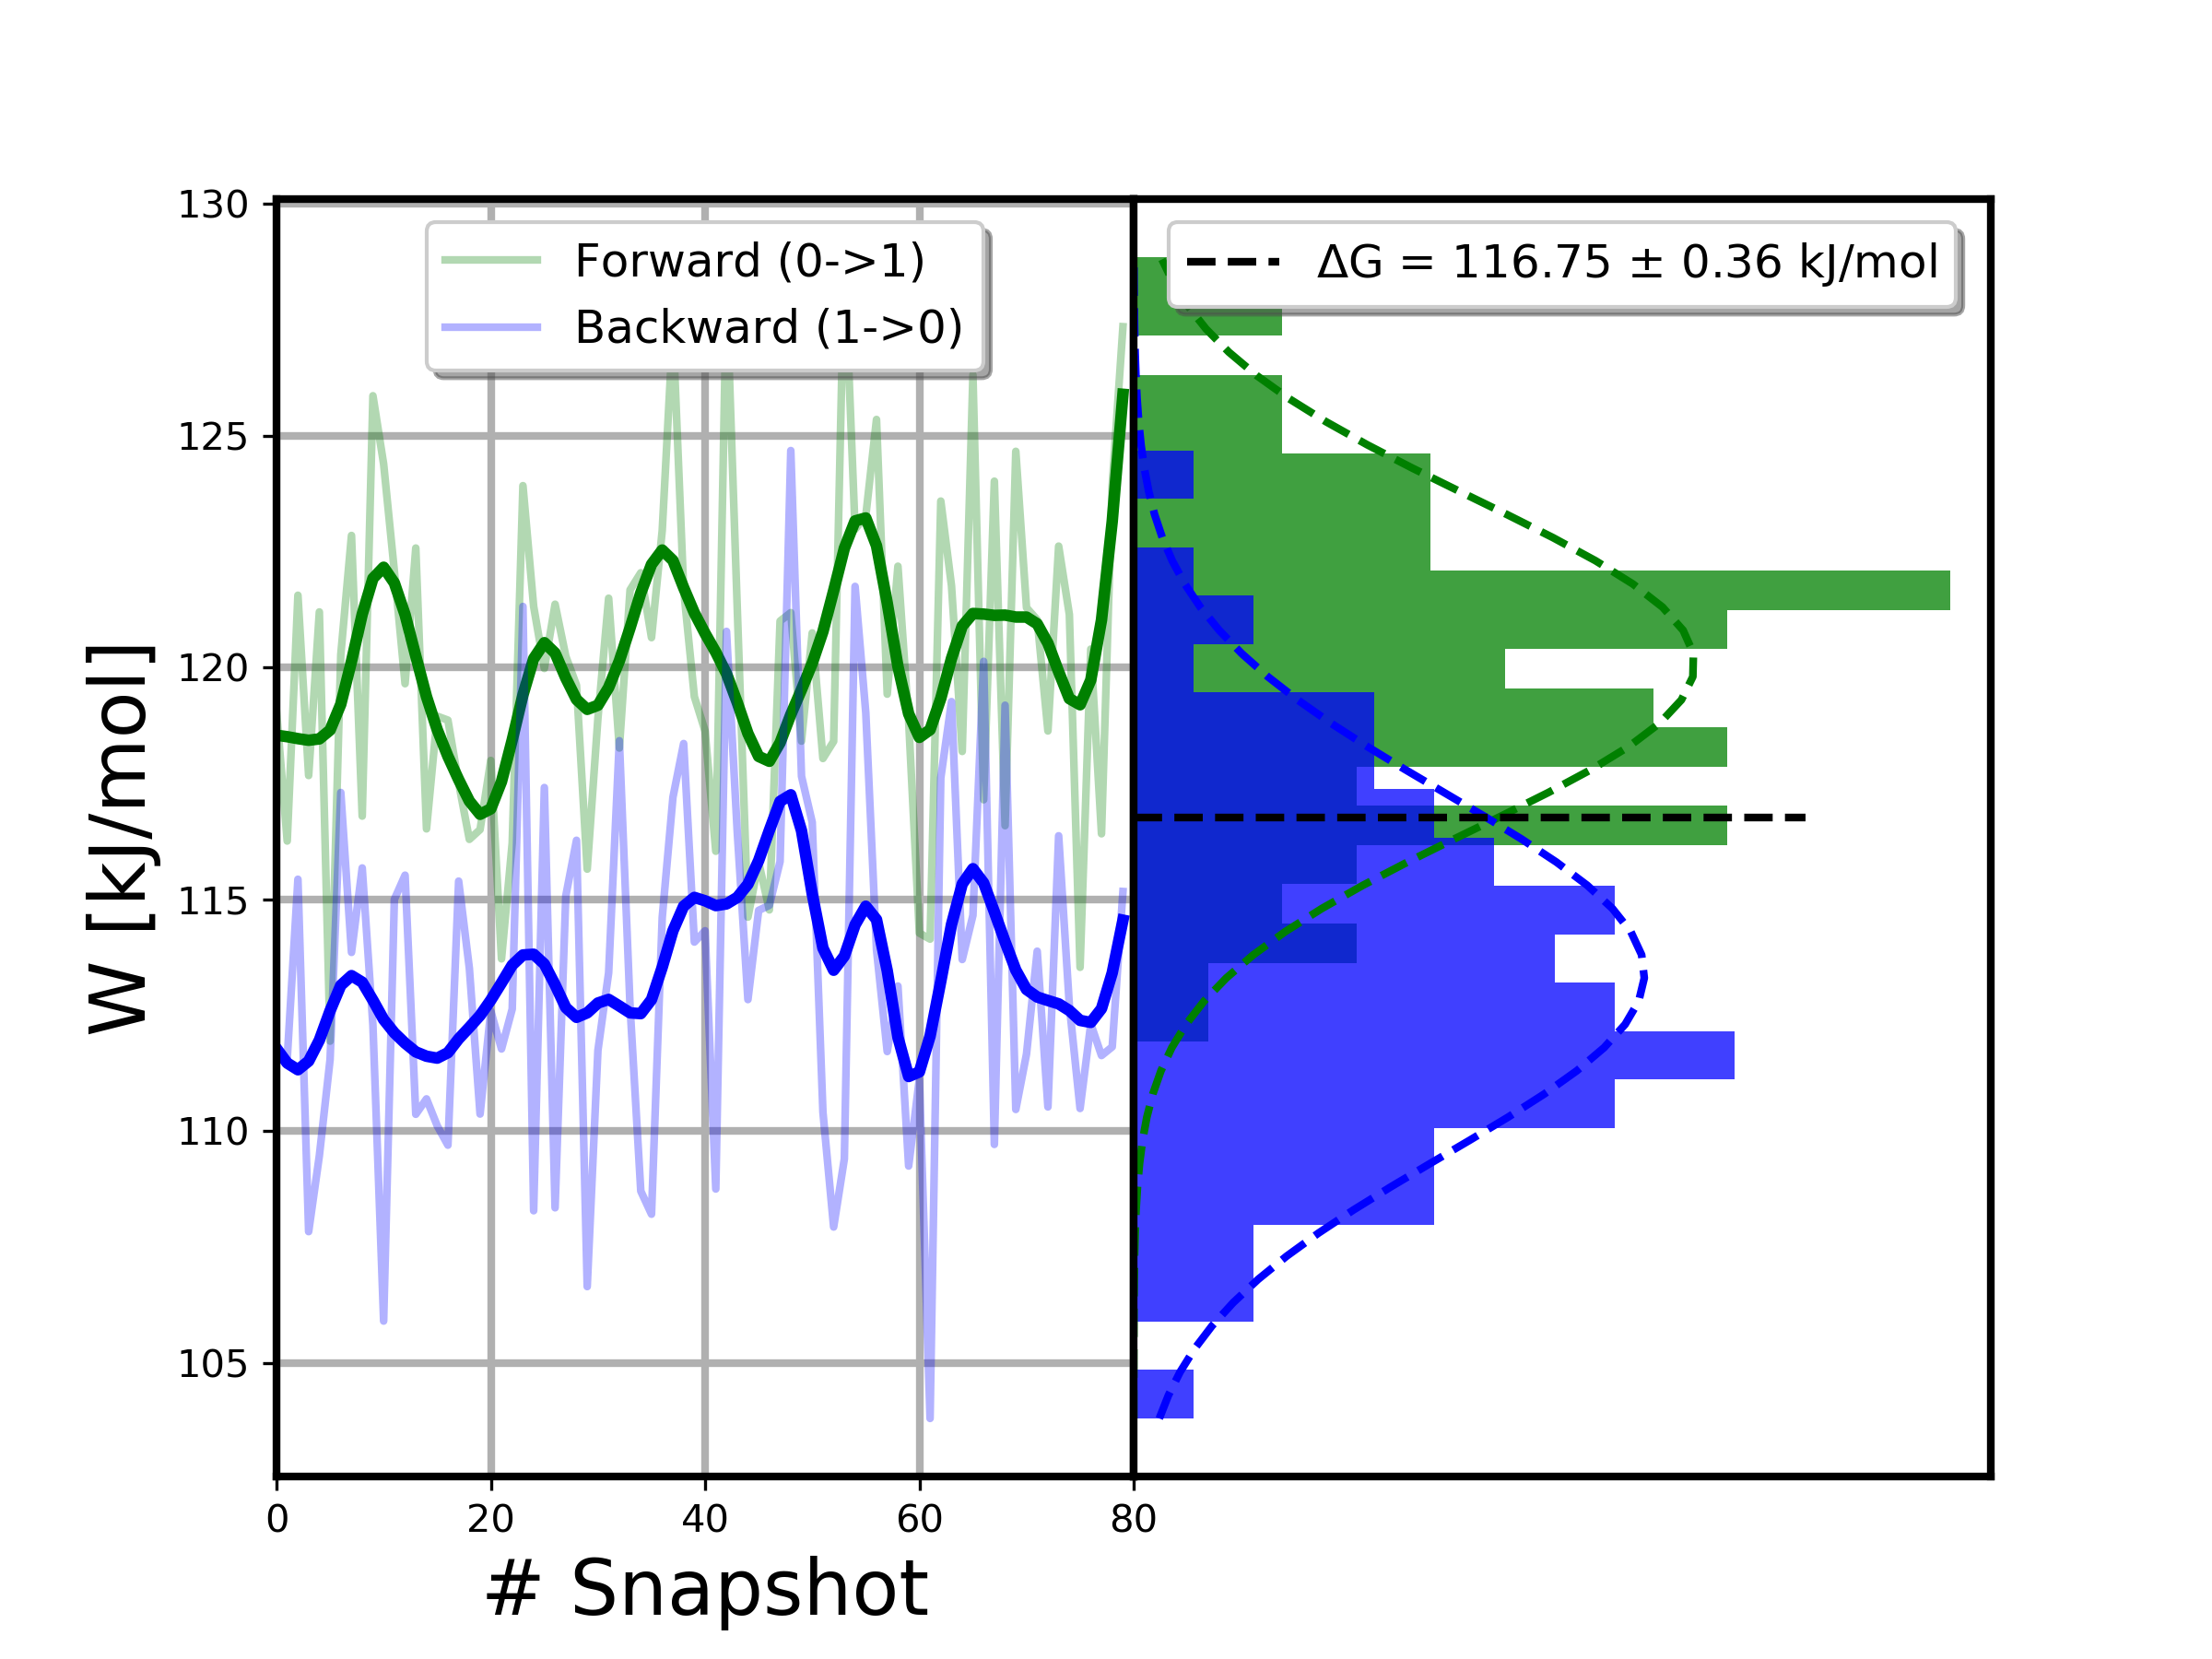 Forward (0->1)
Backward (1->0)
ΔG = 116.75 ± 0.36 kJ/mol
W [kJ/mol]
130
125
120
115
110
105
0
20
40
60
80
# Snapshot